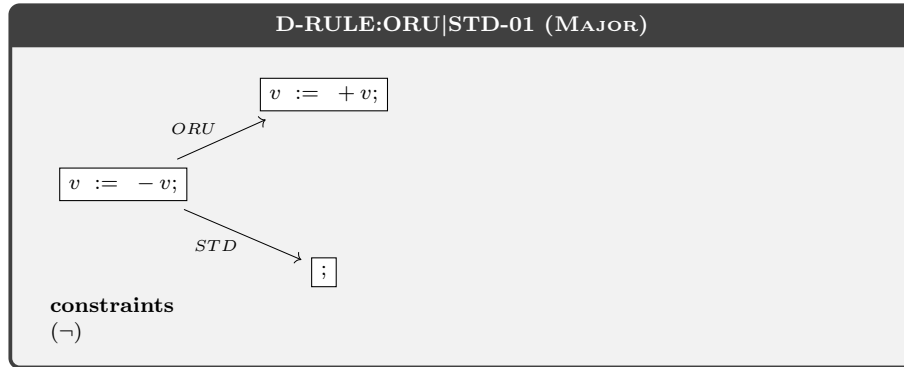 D-RULE:ORU|STD-01 (MAJOR)
v := + v;
ORU
v := − v;
STD
;
constraints
(¬)